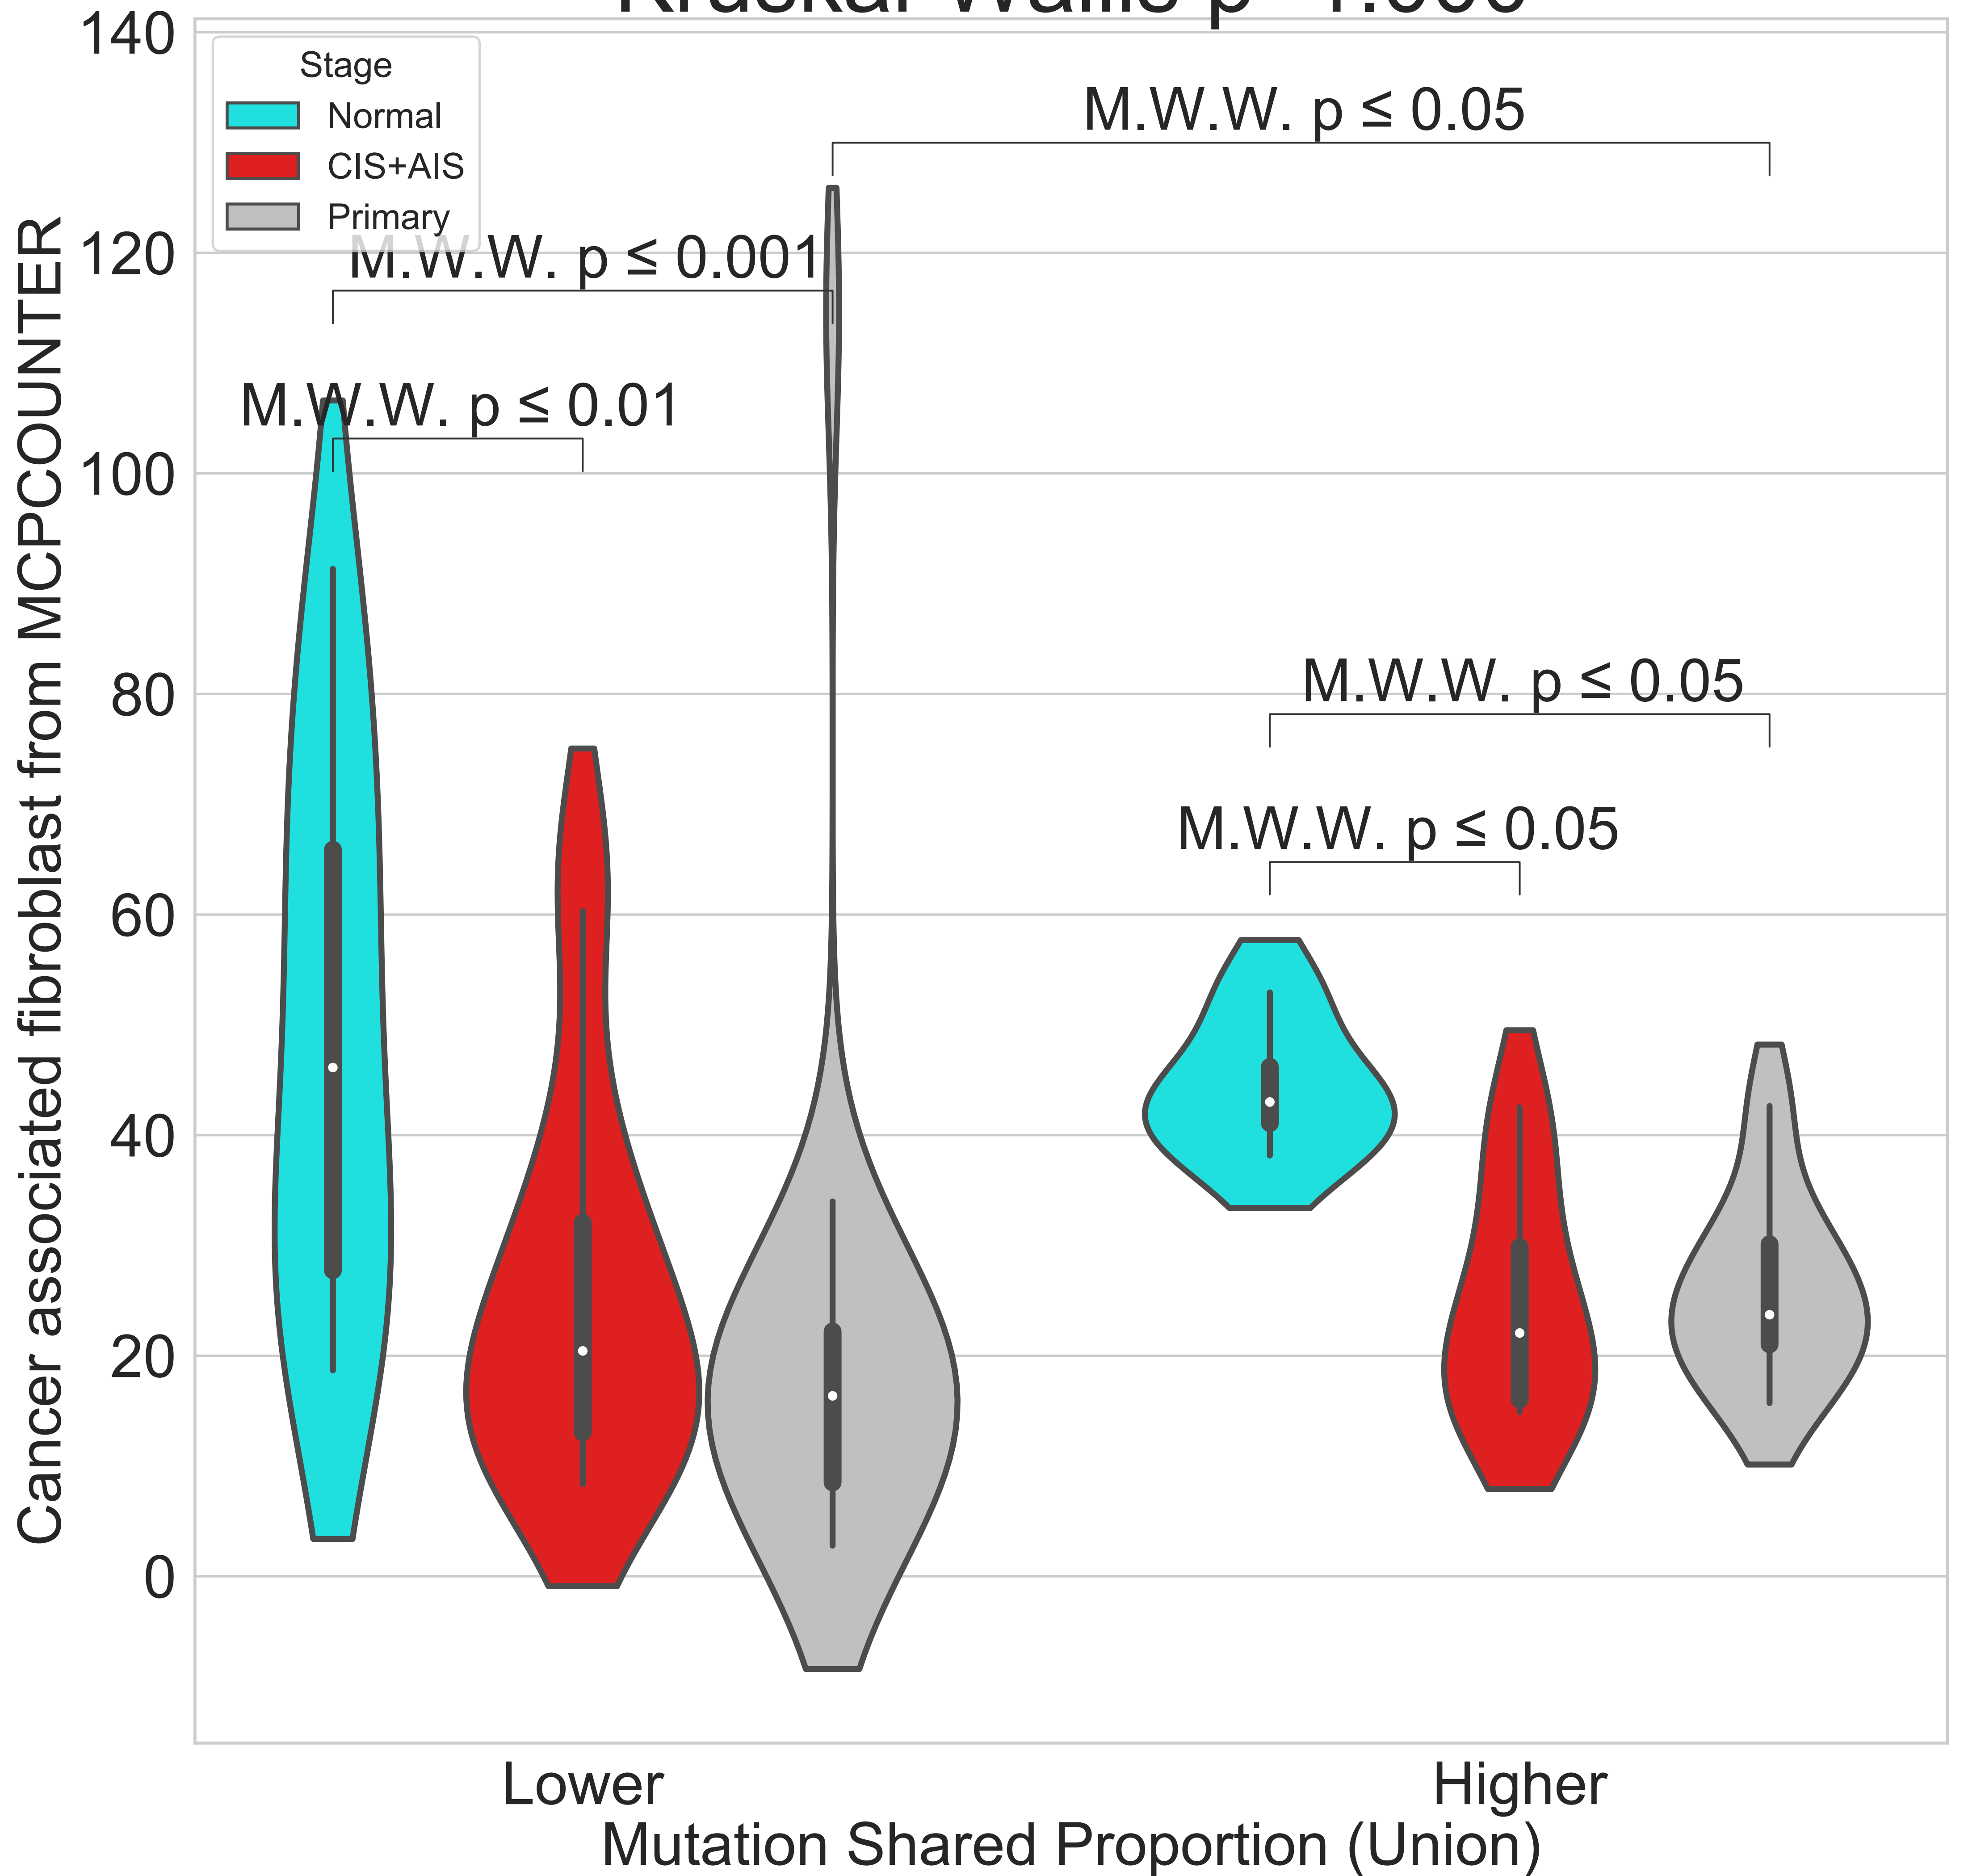 140
Stage
Normal
CIS+AIS
Primary
M.W.W. p ≤ 0.05
120
M.W.W. p ≤ 0.001
M.W.W. p ≤ 0.01
100
80
M.W.W. p ≤ 0.05
M.W.W. p ≤ 0.05
60
40
20
0
Cancer associated fibroblast from MCPCOUNTER
Lower
Higher
Mutation Shared Proportion (Union)